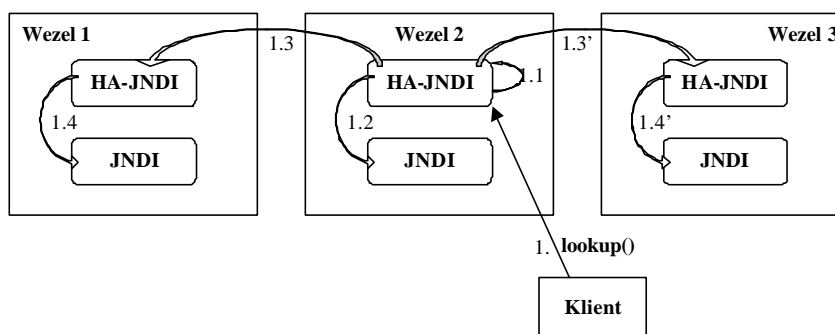 Wezel 1
Wezel 2
Wezel 3
1.3
1.3’
HA-JNDI
HA-JNDI
1.1
HA-JNDI
1.4
1.2
1.4’
JNDI
JNDI
JNDI
1. lookup()
Klient